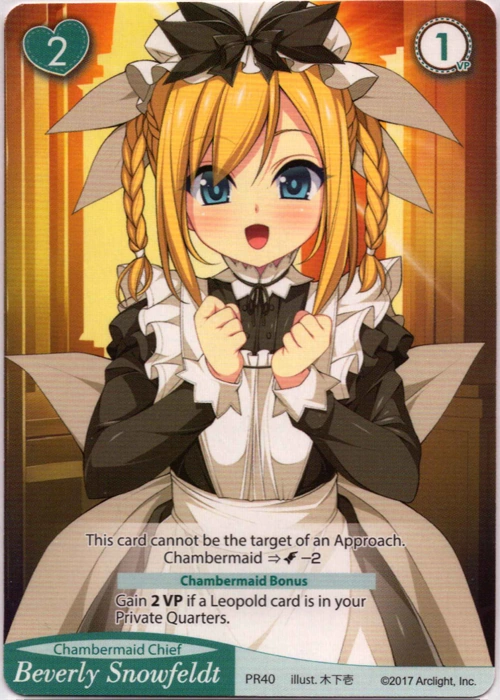 2
1
VP
This card cannot be the target of an Approach.
Chambermaid ⇒ −2
Chambermaid Bonus
Gain 2 VP if a Leopold card is in your
Private Quarters.
Chambermaid Chief
Beverly Snowfeldt
PR40 illust. 木下壱 ©2017 Arclight, Inc.